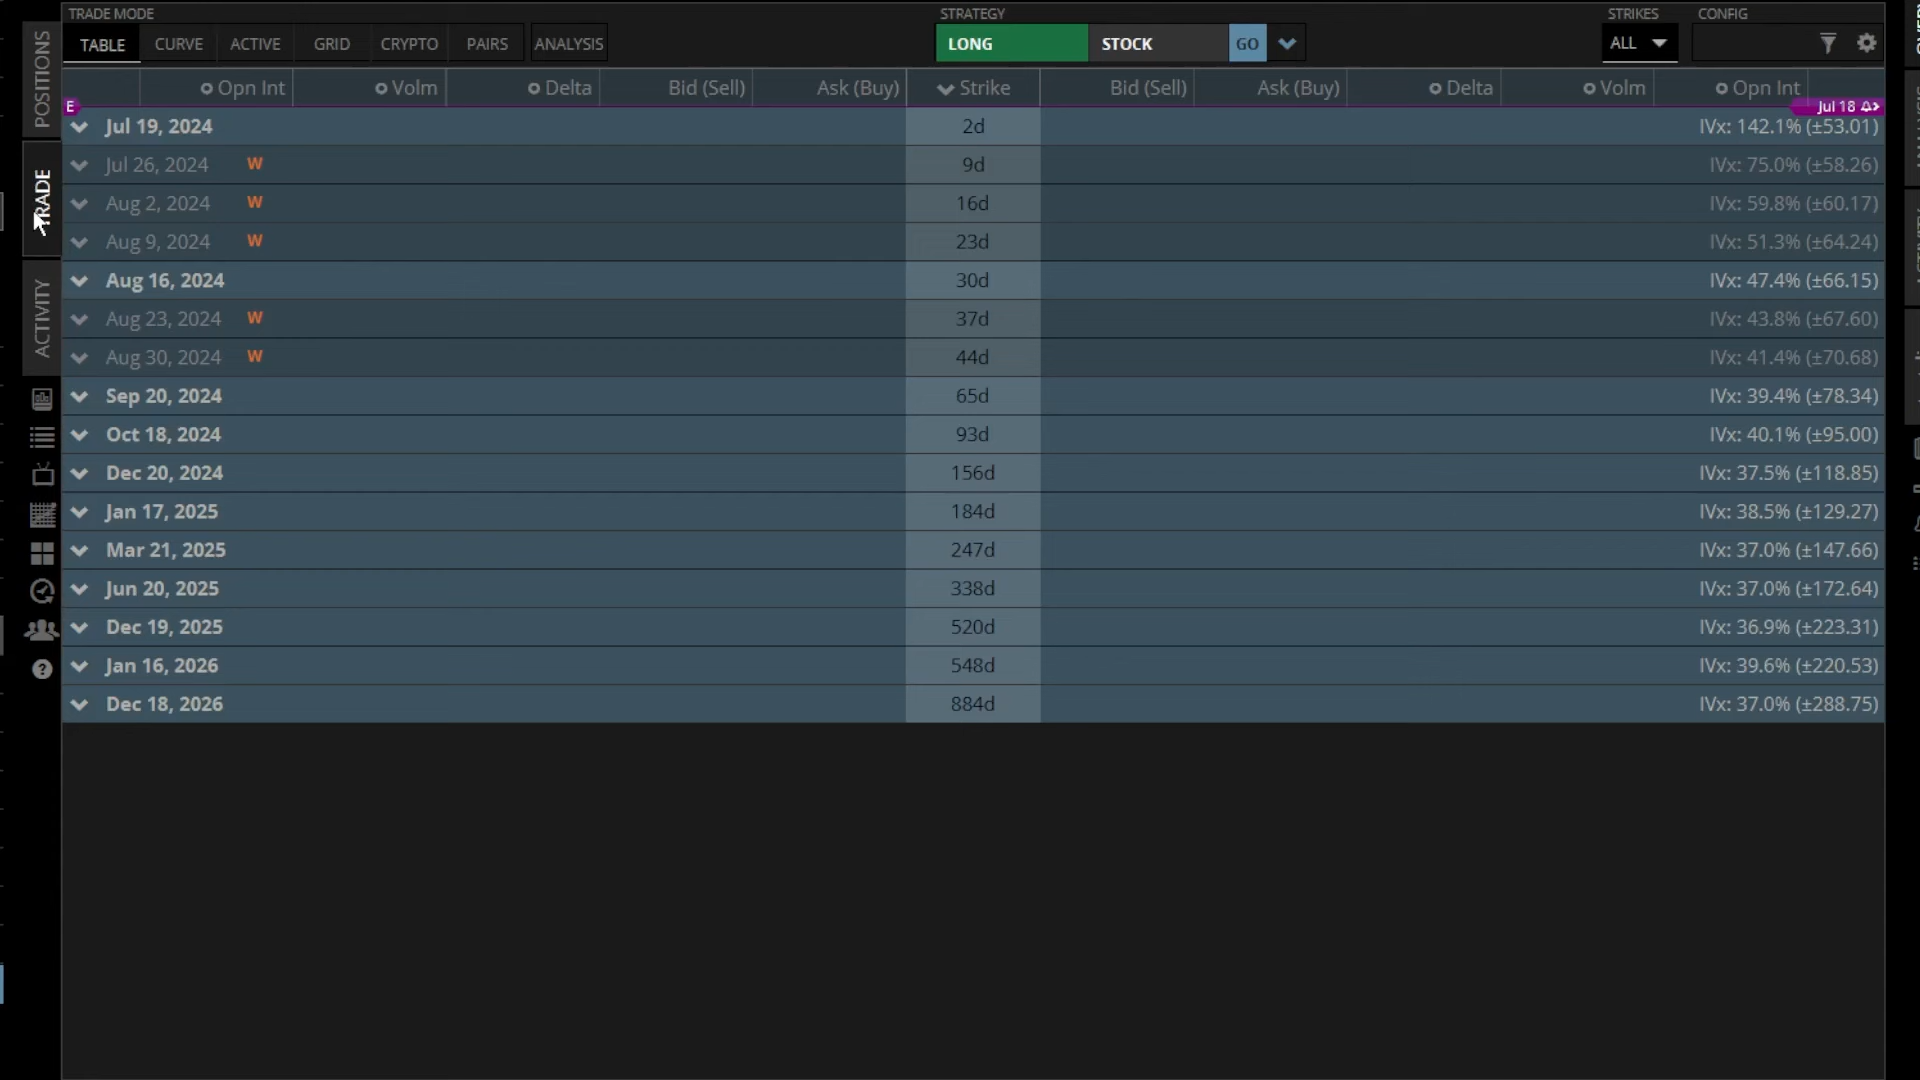 TRADE MODE STRATEGY STRIKES CONFIG
TABLE CURVE ACTIVE GRID CRYPTO PAIRS ANALYSIS LONG STOCK GO ALL
Opn Int Volm Delta Bid (Sell) Ask (Buy) Strike Bid (Sell) Ask (Buy) Delta Volm Opn Int
E Jul 18
Jul 19, 2024 2d IVx: 142.1% (±53.01)
Jul 26, 2024 W 9d IVx: 75.0% (±58.26)
Aug 2, 2024 W 16d IVx: 59.8% (±60.17)
Aug 9, 2024 W 23d IVx: 51.3% (±64.24)
Aug 16, 2024 30d IVx: 47.4% (±66.15)
Aug 23, 2024 W 37d IVx: 43.8% (±67.60)
Aug 30, 2024 W 44d IVx: 41.4% (±70.68)
Sep 20, 2024 65d IVx: 39.4% (±78.34)
Oct 18, 2024 93d IVx: 40.1% (±95.00)
Dec 20, 2024 156d IVx: 37.5% (±118.85)
Jan 17, 2025 184d IVx: 38.5% (±129.27)
Mar 21, 2025 247d IVx: 37.0% (±147.66)
Jun 20, 2025 338d IVx: 37.0% (±172.64)
Dec 19, 2025 520d IVx: 36.9% (±223.31)
Jan 16, 2026 548d IVx: 39.6% (±220.53)
Dec 18, 2026 884d IVx: 37.0% (±288.75)
POSITIONS
TRADE
ACTIVITY